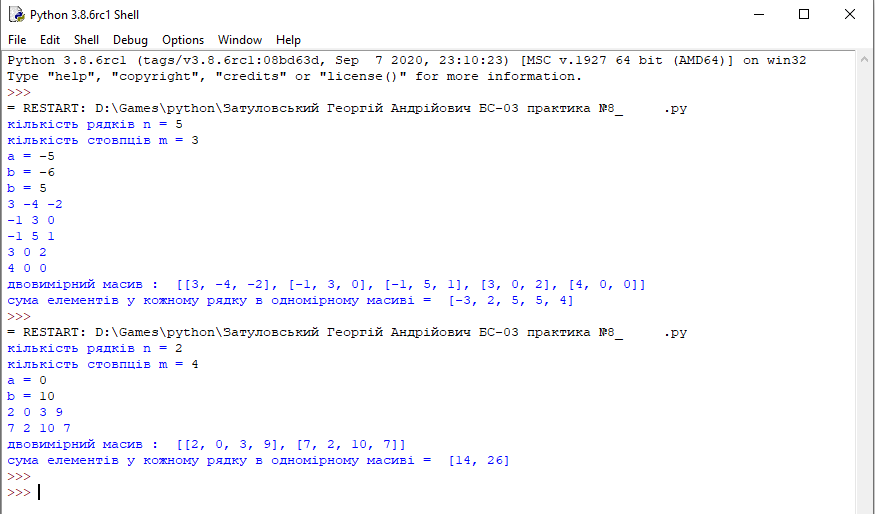 Python 3.8.6rc1 Shell
File Edit Shell Debug Options Window Help
Python 3.8.6rc1 (tags/v3.8.6rc1:08bd63d, Sep  7 2020, 23:10:23) [MSC v.1927 64 bit (AMD64)] on win32
Type "help", "copyright", "credits" or "license()" for more information.
>>>
= RESTART: D:\Games\python\Затуловський Георгій Андрійович БС-03 практика №8_     .py
кількість рядків n = 5
кількість стовпців m = 3
a = -5
b = -6
b = 5
3 -4 -2
-1 3 0
-1 5 1
3 0 2
4 0 0
двовимірний масив :  [[3, -4, -2], [-1, 3, 0], [-1, 5, 1], [3, 0, 2], [4, 0, 0]]
сума елементів у кожному рядку в одномірному масиві =  [-3, 2, 5, 5, 4]
>>>
= RESTART: D:\Games\python\Затуловський Георгій Андрійович БС-03 практика №8_     .py
кількість рядків n = 2
кількість стовпців m = 4
a = 0
b = 10
2 0 3 9
7 2 10 7
двовимірний масив :  [[2, 0, 3, 9], [7, 2, 10, 7]]
сума елементів у кожному рядку в одномірному масиві =  [14, 26]
>>>
>>>